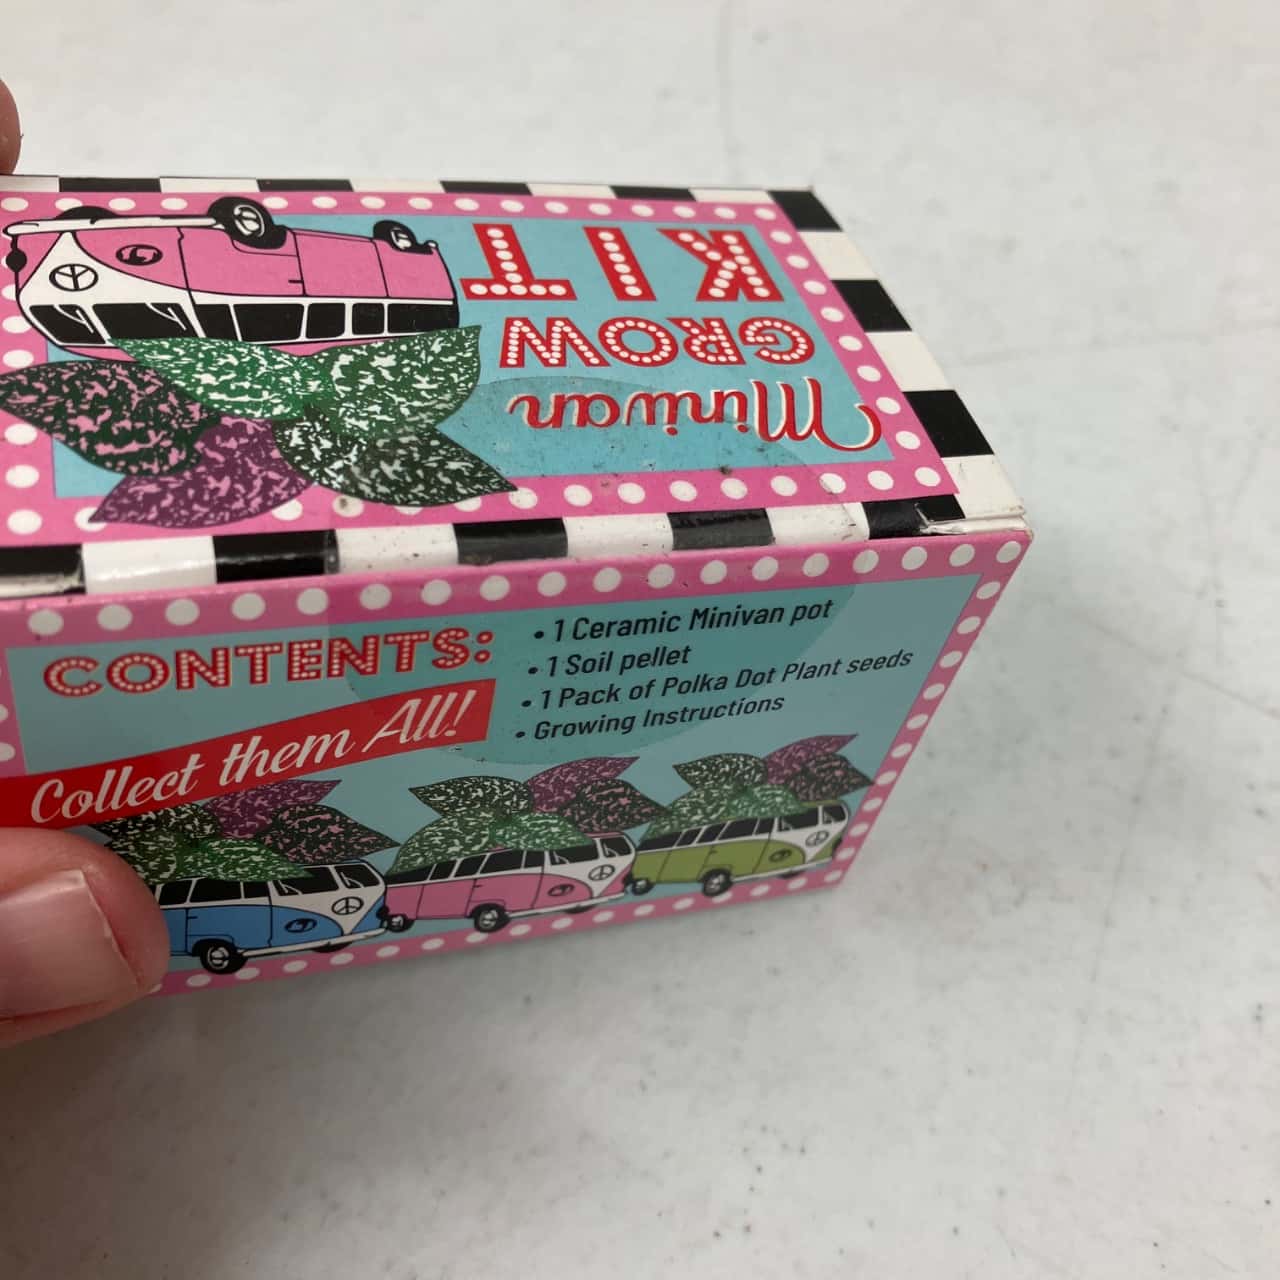 Minivan
GROW
KIT
CONTENTS:
• 1 Ceramic Minivan pot
• 1 Soil pellet
• 1 Pack of Polka Dot Plant seeds
• Growing Instructions
Collect them All!